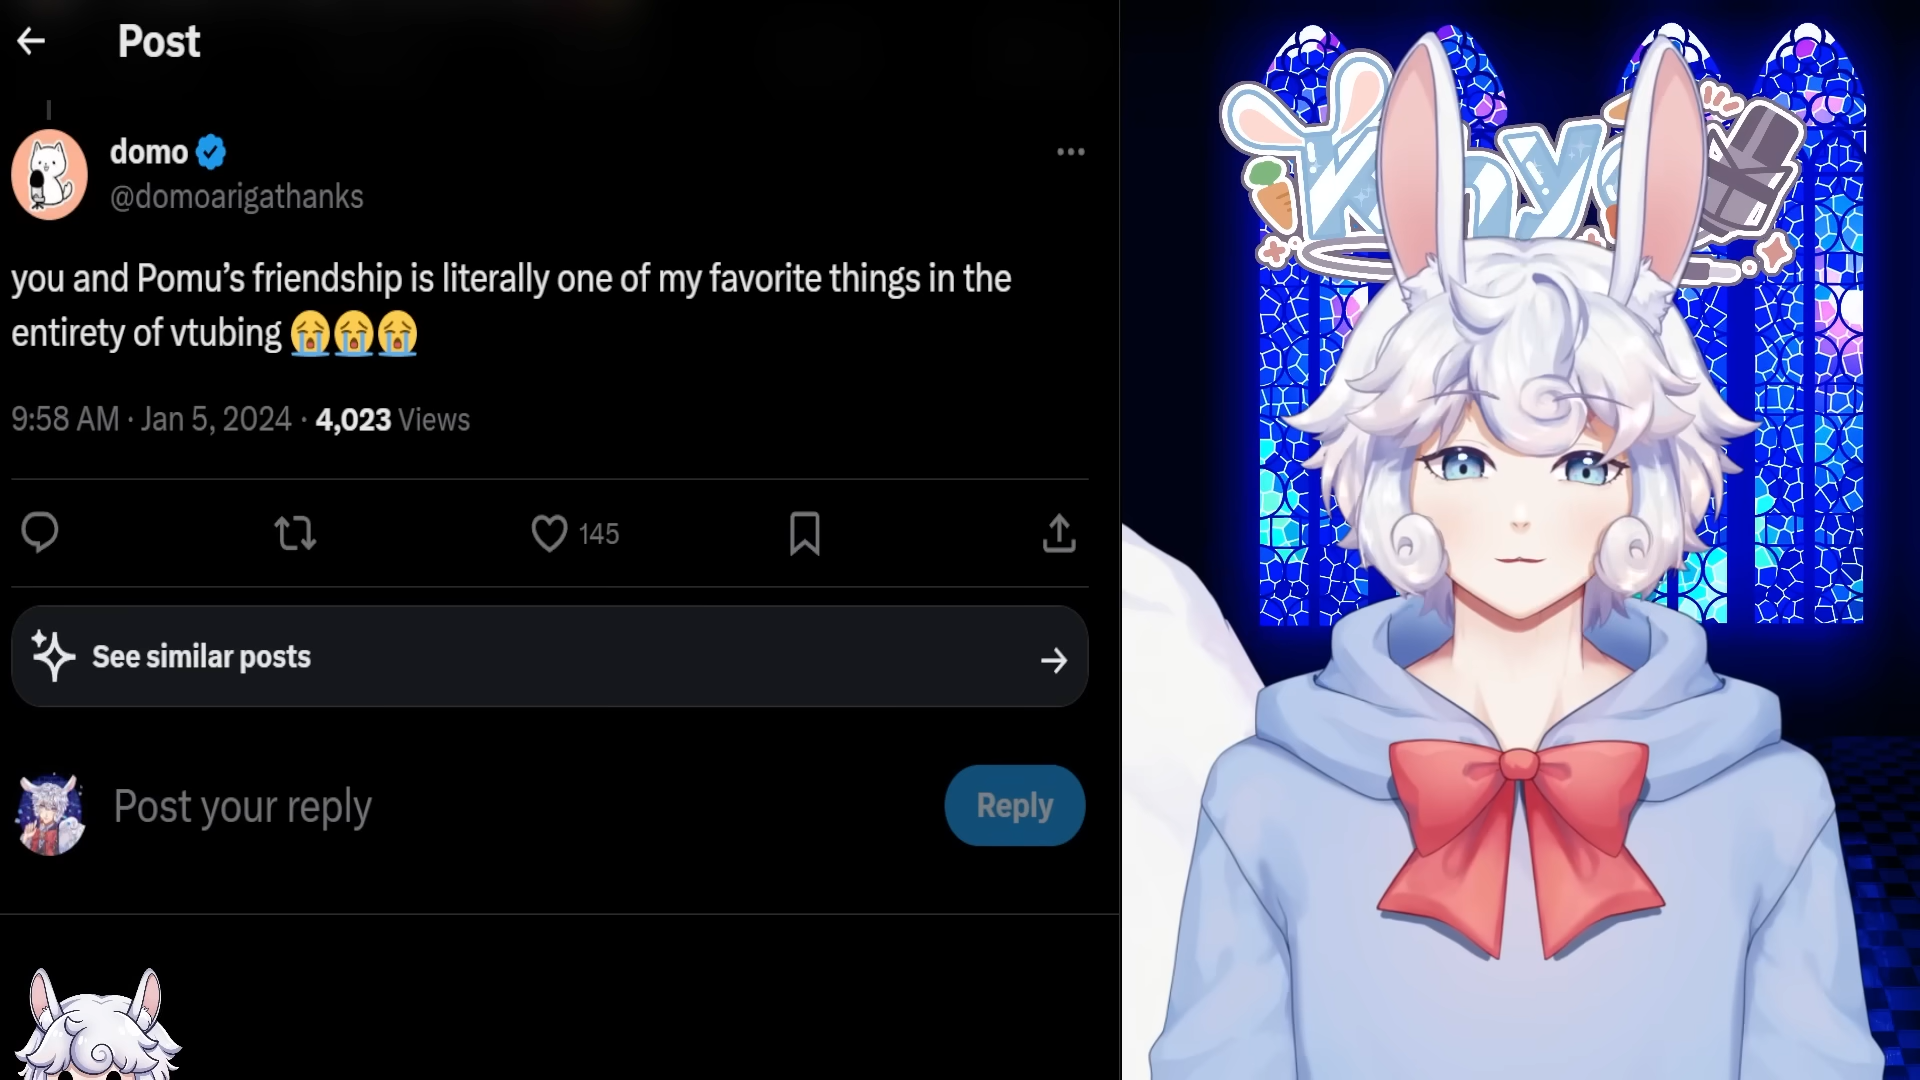 Post
domo
@domoarigathanks
you and Pomu’s friendship is literally one of my favorite things in the
entirety of vtubing 😭😭😭
9:58 AM · Jan 5, 2024 · 4,023 Views
145
See similar posts
Post your reply
Reply